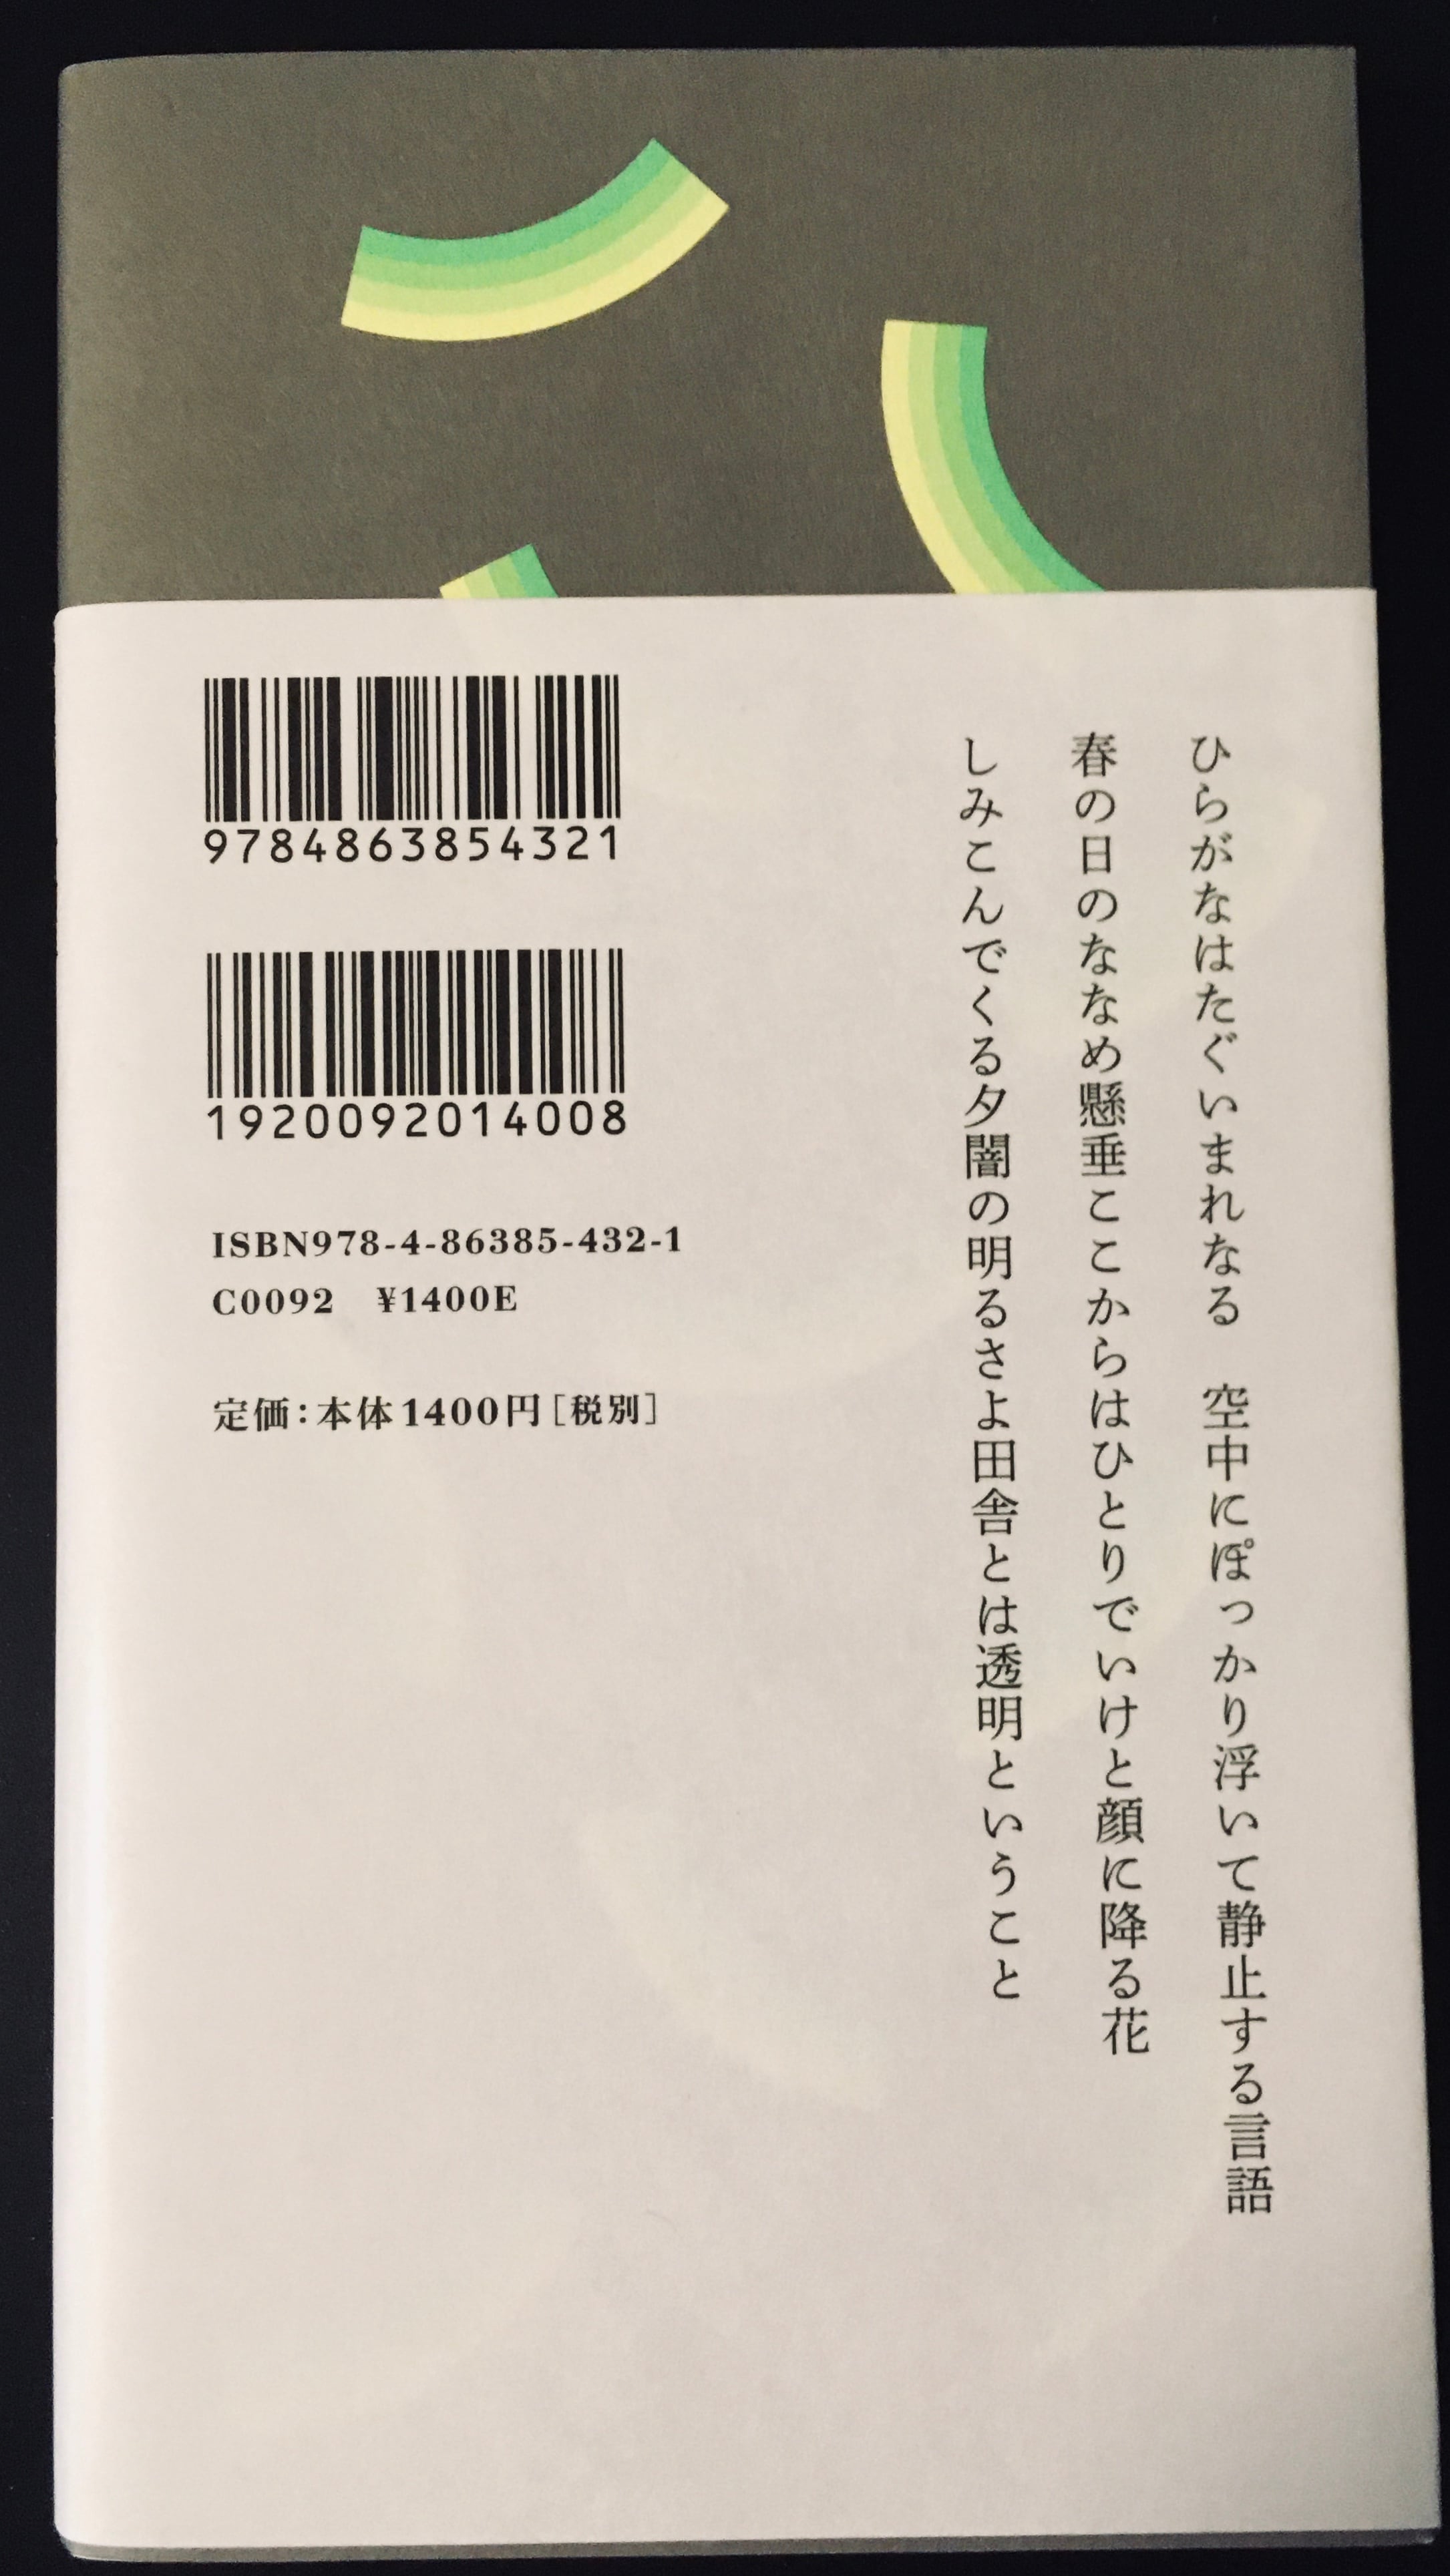 ひらがなはたぐいまれなる　空中にぽっかり浮いて静止する言語
春の日のななめ懸垂ここからはひとりでいけと顔に降る花
しみこんでくる夕闇の明るさよ田舎とは透明ということ
9784863854321
1920092014008
ISBN978-4-86385-432-1
C0092　¥1400E
定価：本体1400円［税別］